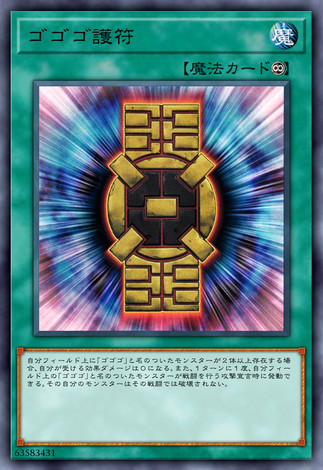 ゴゴゴ護符
魔
【魔法カード♾】
自分フィールド上に「ゴゴゴ」と名のついたモンスターが2体以上存在する場
合、自分が受ける効果ダメージは0になる。また、1ターンに1度、自分フィー
ルド上の「ゴゴゴ」と名のついたモンスターが戦闘を行う攻撃宣言時に発動で
きる。その自分のモンスターはその戦闘では破壊されない。
63583431